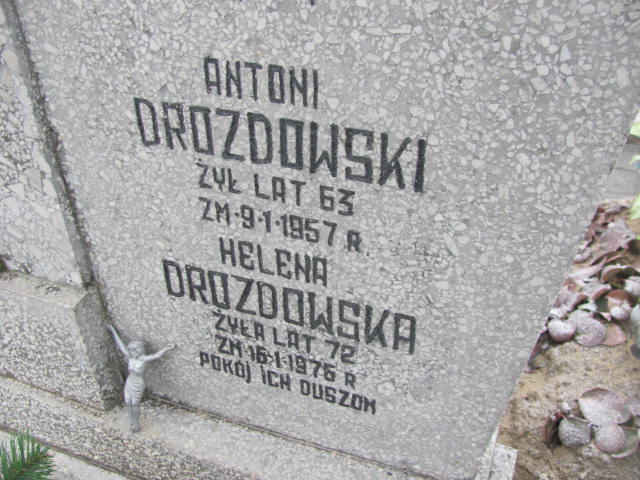 ANTONI
DROZDOWSKI
ŻYŁ LAT 63
ZM·9·1·1957 R.
HELENA
DROZDOWSKA
ŻYŁA LAT 72
ZM·16·1·1976 R
POKÓJ ICH DUSZOM